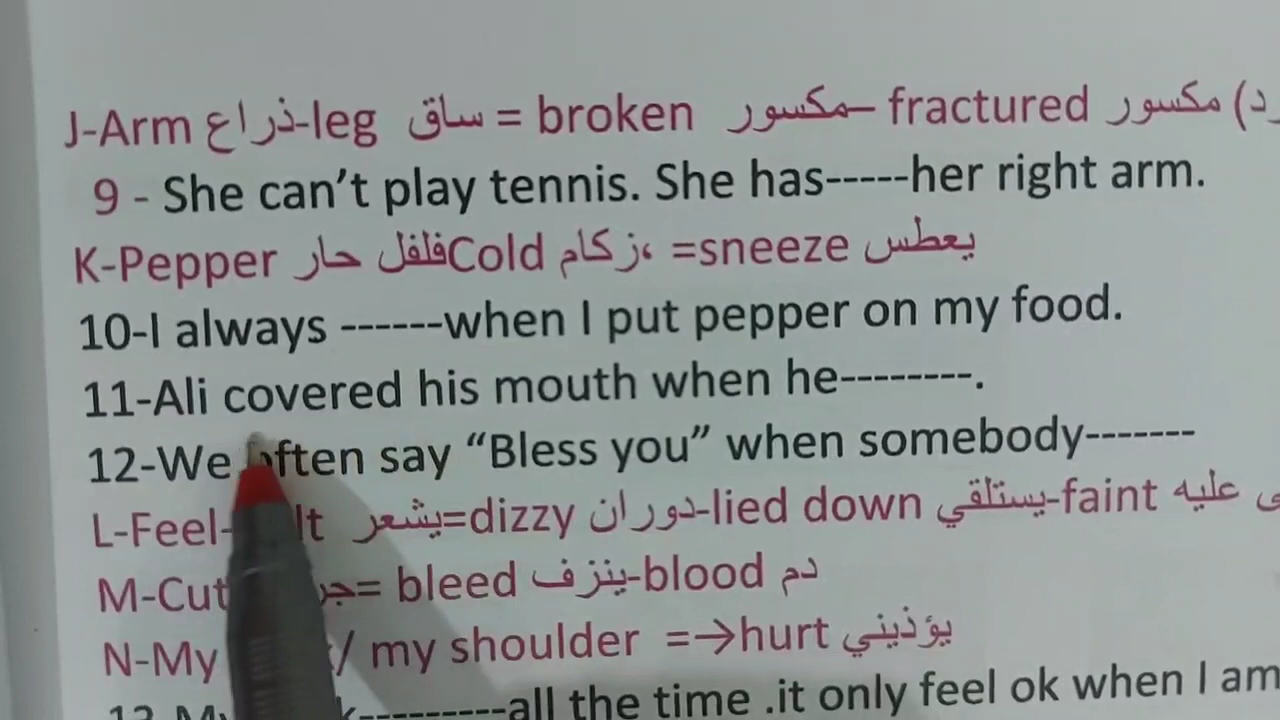 J-Arm ذراع-leg ساق = broken مكسور– fractured مكسور
9 - She can't play tennis. She has-----her right arm.
K-Pepper فلفل حار Cold زكام، =sneeze يعطس
10-I always ------when I put pepper on my food.
11-Ali covered his mouth when he--------.
12-We often say “Bless you” when somebody-------
L-Feel- يشعر =dizzy دوران-lied down يستلقي-faint عليه
M-Cut = bleed ينزف-blood دم
N-My / my shoulder =→hurt يؤذيني
---------all the time .it only feel ok when I am